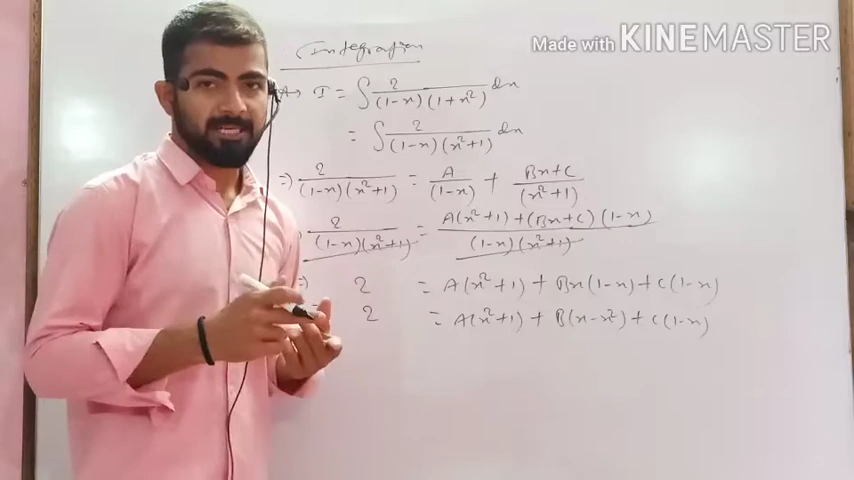 Made with KINEMASTER
Integration
→ I = ∫ 2/((1-x)(1+x²)) dx
= ∫ 2/((1-x)(x²+1)) dx
⇒ 2/((1-x)(x²+1)) = A/(1-x) + (Bx+C)/(x²+1)
2/((1-x)(x²+1)) = (A(x²+1)+(Bx+C)(1-x))/((1-x)(x²+1))
⇒ 2 = A(x²+1) + Bx(1-x) + C(1-x)
2 = A(x²+1) + B(x-x²) + C(1-x)